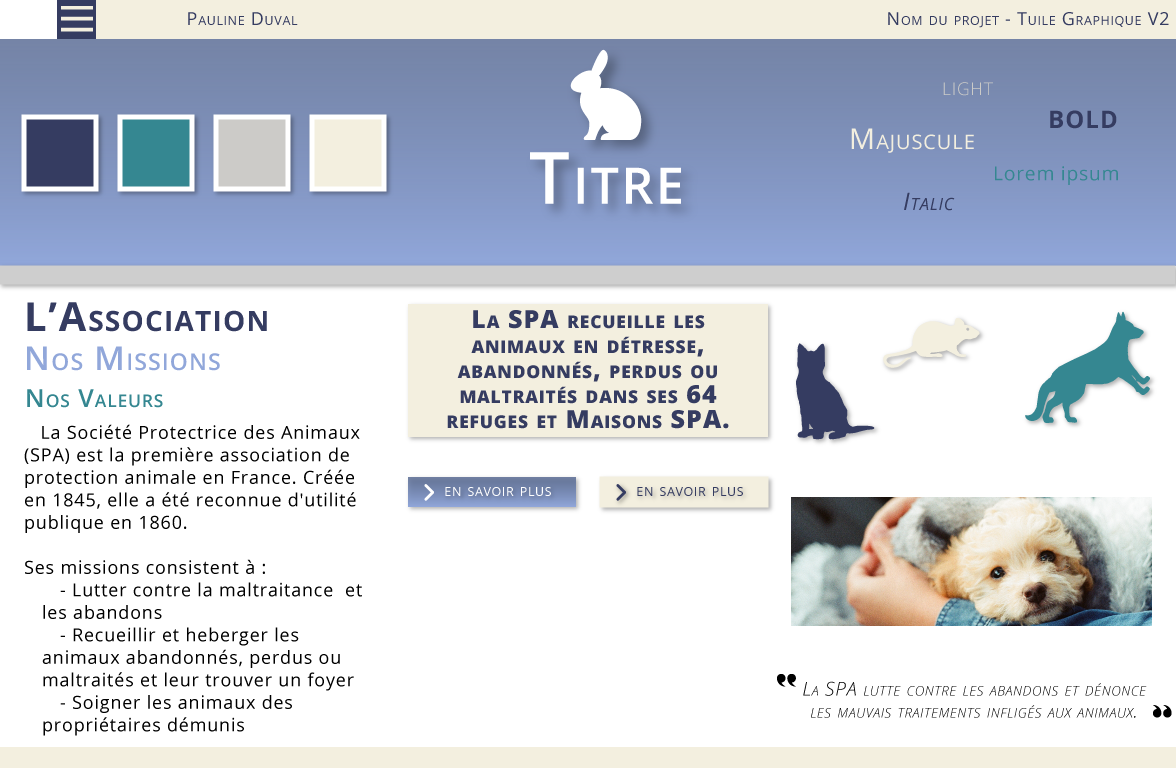 Pauline Duval
Nom du projet - Tuile Graphique V2
Titre
LIGHT
BOLD
Majuscule
Lorem ipsum
Italic
L’Association
Nos Missions
Nos Valeurs
La Société Protectrice des Animaux
(SPA) est la première association de
protection animale en France. Créée
en 1845, elle a été reconnue d'utilité
publique en 1860.
Ses missions consistent à :
- Lutter contre la maltraitance et
les abandons
- Recueillir et heberger les
animaux abandonnés, perdus ou
maltraités et leur trouver un foyer
- Soigner les animaux des
propriétaires démunis
La SPA recueille les
animaux en détresse,
abandonnés, perdus ou
maltraités dans ses 64
refuges et Maisons SPA.
EN SAVOIR PLUS
EN SAVOIR PLUS
❞ La SPA lutte contre les abandons et dénonce
les mauvais traitements infligés aux animaux. ❞